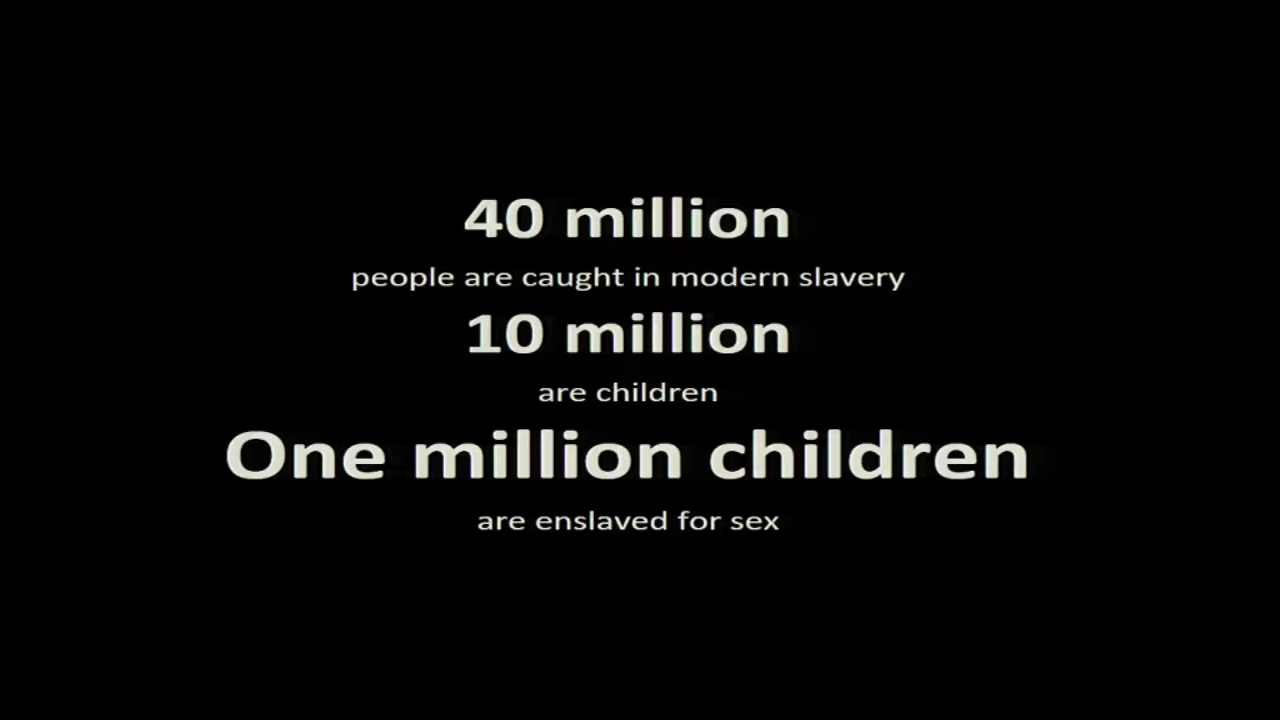 40 million
people are caught in modern slavery
10 million
are children
One million children
are enslaved for sex